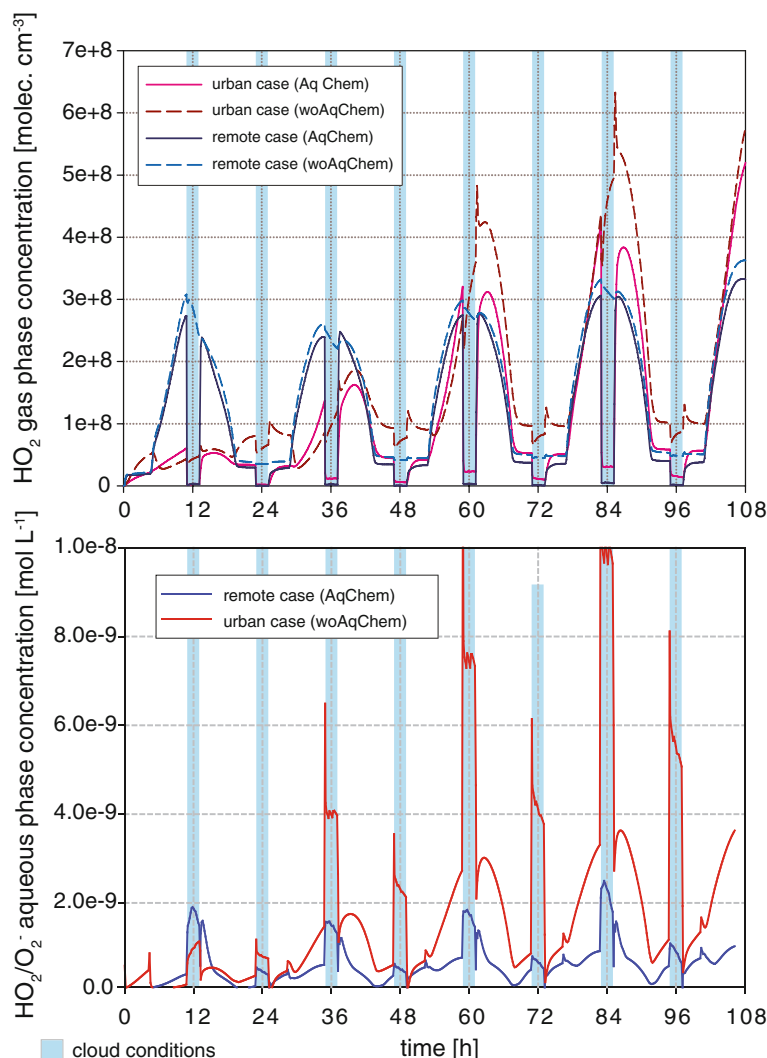 HO₂ gas phase concentration [molec. cm⁻³]
7e+8
6e+8
5e+8
4e+8
3e+8
2e+8
1e+8
0
urban case (Aq Chem)
urban case (woAqChem)
remote case (AqChem)
remote case (woAqChem)
0 12 24 36 48 60 72 84 96 108
HO₂/O₂⁻ aqueous phase concentration [mol L⁻¹]
1.0e-8
8.0e-9
6.0e-9
4.0e-9
2.0e-9
0.0
remote case (AqChem)
urban case (woAqChem)
0 12 24 36 48 60 72 84 96 108
cloud conditions
time [h]